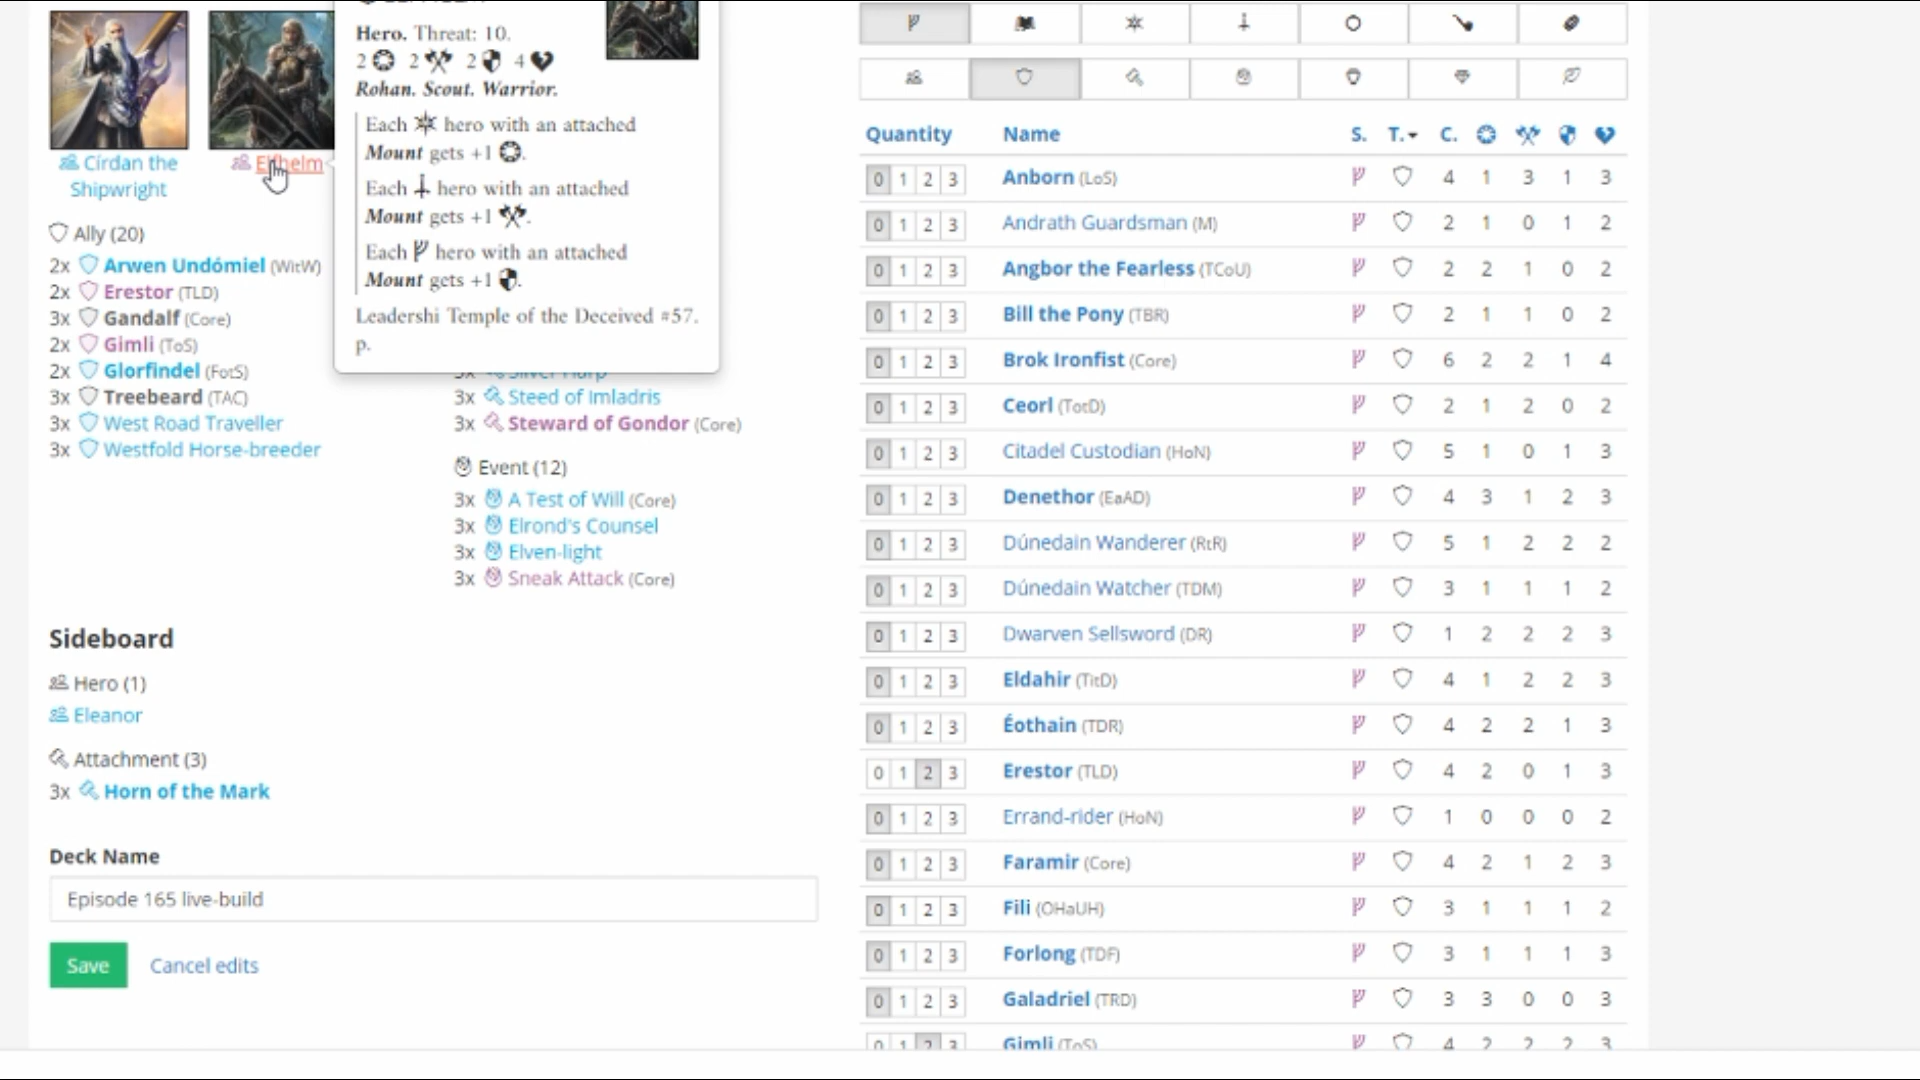 Círdan the
Shipwright
Elfhelm
Hero. Threat: 10.
2 2 2 4
Rohan. Scout. Warrior.
Each hero with an attached
Mount gets +1 .
Each hero with an attached
Mount gets +1 .
Each hero with an attached
Mount gets +1 .
Leadershi Temple of the Deceived #57.
p.
Ally (20)
2x Arwen Undómiel (WitW)
2x Erestor (TLD)
3x Gandalf (Core)
2x Gimli (ToS)
2x Glorfindel (FotS)
3x Treebeard (TAC)
3x West Road Traveller
3x Westfold Horse-breeder
3x Silver Harp
3x Steed of Imladris
3x Steward of Gondor (Core)
Event (12)
3x A Test of Will (Core)
3x Elrond's Counsel
3x Elven-light
3x Sneak Attack (Core)
Sideboard
Hero (1)
Eleanor
Attachment (3)
3x Horn of the Mark
Deck Name
Episode 165 live-build
Save Cancel edits
Quantity Name S. T. C.
0 1 2 3 Anborn (LoS) 4 1 3 1 3
0 1 2 3 Andrath Guardsman (M) 2 1 0 1 2
0 1 2 3 Angbor the Fearless (TCoU) 2 2 1 0 2
0 1 2 3 Bill the Pony (TBR) 2 1 1 0 2
0 1 2 3 Brok Ironfist (Core) 6 2 2 1 4
0 1 2 3 Ceorl (TotD) 2 1 2 0 2
0 1 2 3 Citadel Custodian (HoN) 5 1 0 1 3
0 1 2 3 Denethor (EaAD) 4 3 1 2 3
0 1 2 3 Dúnedain Wanderer (RtR) 5 1 2 2 2
0 1 2 3 Dúnedain Watcher (TDM) 3 1 1 1 2
0 1 2 3 Dwarven Sellsword (DR) 1 2 2 2 3
0 1 2 3 Eldahir (TitD) 4 1 2 2 3
0 1 2 3 Éothain (TDR) 4 2 2 1 3
0 1 2 3 Erestor (TLD) 4 2 0 1 3
0 1 2 3 Errand-rider (HoN) 1 0 0 0 2
0 1 2 3 Faramir (Core) 4 2 1 2 3
0 1 2 3 Fili (OHaUH) 3 1 1 1 2
0 1 2 3 Forlong (TDF) 3 1 1 1 3
0 1 2 3 Galadriel (TRD) 3 3 0 0 3
0 1 2 3 Gimli (ToS) 4 2 2 2 3